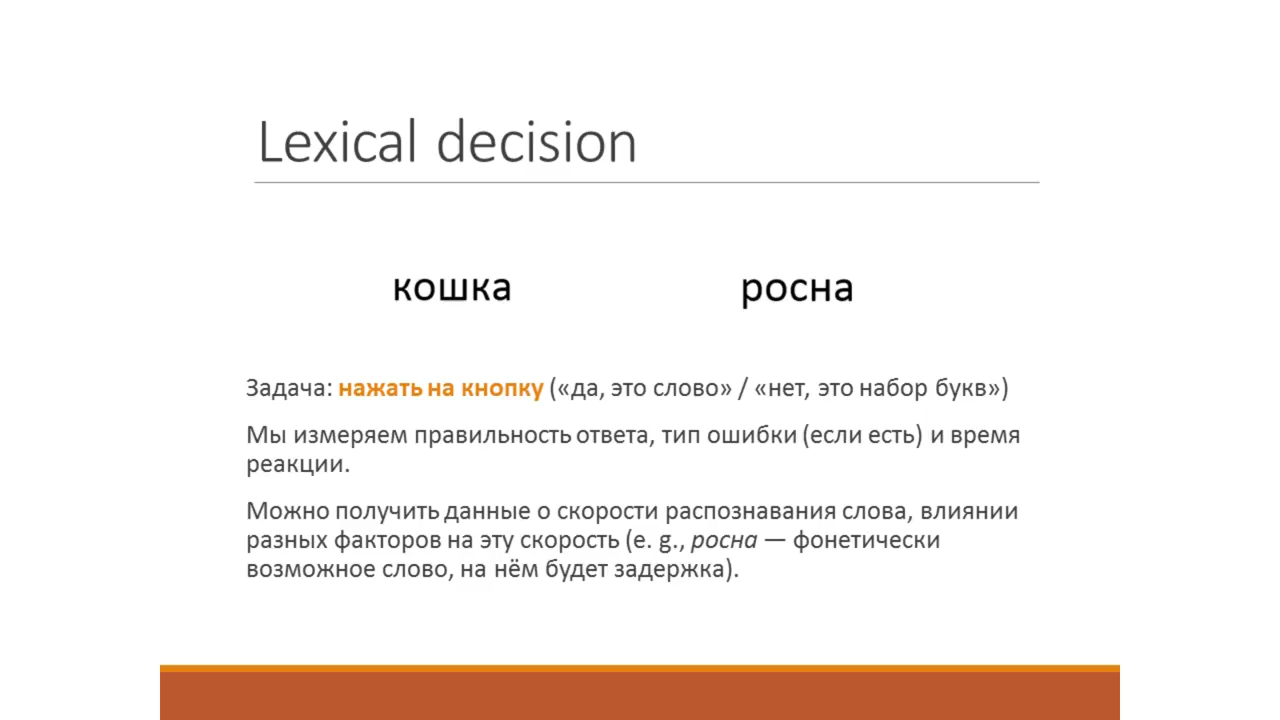 Lexical decision
кошка росна
Задача: нажать на кнопку («да, это слово» / «нет, это набор букв»)
Мы измеряем правильность ответа, тип ошибки (если есть) и время
реакции.
Можно получить данные о скорости распознавания слова, влиянии
разных факторов на эту скорость (e. g., росна — фонетически
возможное слово, на нём будет задержка).